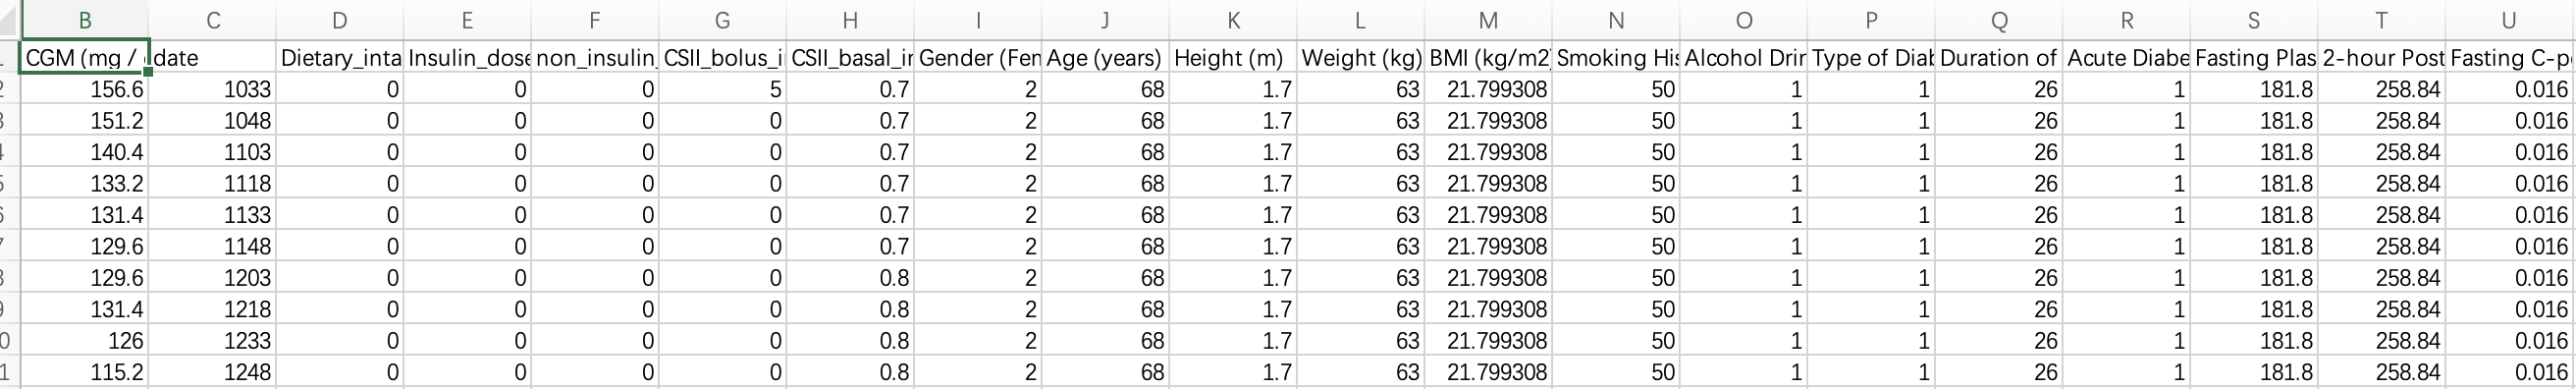 B C D E F G H I J K L M N O P Q R S T U
CGM (mg / date Dietary_inta Insulin_dose non_insulin_ CSII_bolus_i CSII_basal_in Gender (Fen Age (years) Height (m) Weight (kg) BMI (kg/m2) Smoking His Alcohol Drin Type of Diab Duration of Acute Diabe Fasting Plas 2-hour Post Fasting C-pe
2 156.6 1033 0 0 0 5 0.7 2 68 1.7 63 21.799308 50 1 1 26 1 181.8 258.84 0.016
3 151.2 1048 0 0 0 0 0.7 2 68 1.7 63 21.799308 50 1 1 26 1 181.8 258.84 0.016
4 140.4 1103 0 0 0 0 0.7 2 68 1.7 63 21.799308 50 1 1 26 1 181.8 258.84 0.016
5 133.2 1118 0 0 0 0 0.7 2 68 1.7 63 21.799308 50 1 1 26 1 181.8 258.84 0.016
6 131.4 1133 0 0 0 0 0.7 2 68 1.7 63 21.799308 50 1 1 26 1 181.8 258.84 0.016
7 129.6 1148 0 0 0 0 0.7 2 68 1.7 63 21.799308 50 1 1 26 1 181.8 258.84 0.016
8 129.6 1203 0 0 0 0 0.8 2 68 1.7 63 21.799308 50 1 1 26 1 181.8 258.84 0.016
9 131.4 1218 0 0 0 0 0.8 2 68 1.7 63 21.799308 50 1 1 26 1 181.8 258.84 0.016
0 126 1233 0 0 0 0 0.8 2 68 1.7 63 21.799308 50 1 1 26 1 181.8 258.84 0.016
1 115.2 1248 0 0 0 0 0.8 2 68 1.7 63 21.799308 50 1 1 26 1 181.8 258.84 0.016